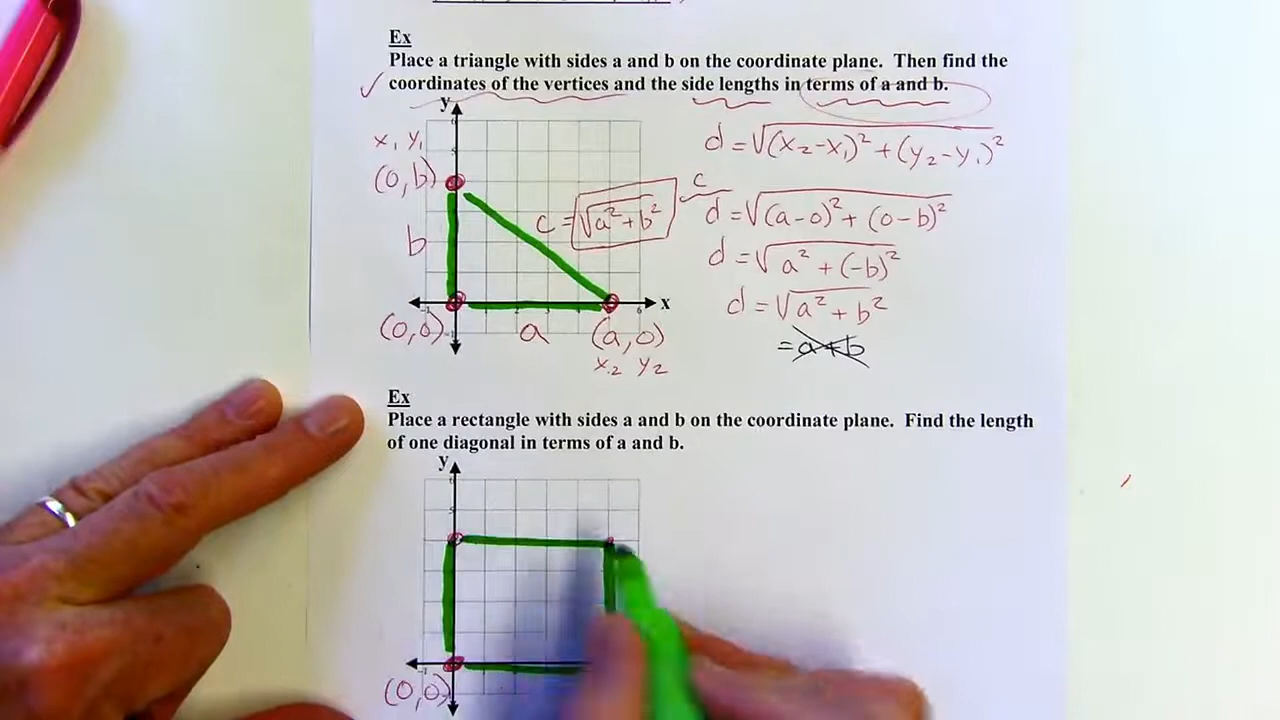 Ex
Place a triangle with sides a and b on the coordinate plane. Then find the
✓ coordinates of the vertices and the side lengths in terms of a and b.
y
d = √(x₂-x₁)² + (y₂-y₁)²
x₁ y₁
(0,b)
c = √a² + b²
c
d = √(a-0)² + (0-b)²
b
d = √a² + (-b)²
x
d = √a² + b²
(0,0)
a
(a,0)
= a+b
x₂ y₂
Ex
Place a rectangle with sides a and b on the coordinate plane. Find the length
of one diagonal in terms of a and b.
y
(0,0)